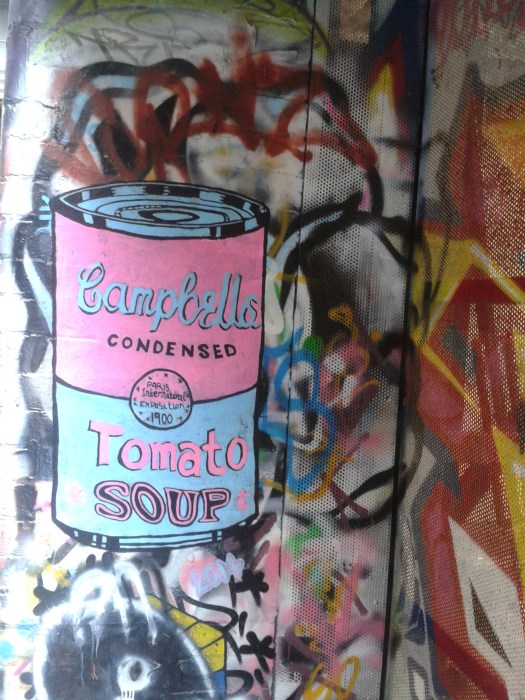 Campbells
CONDENSED
PARIS
International
EXPOSITION
1900
Tomato
SOUP